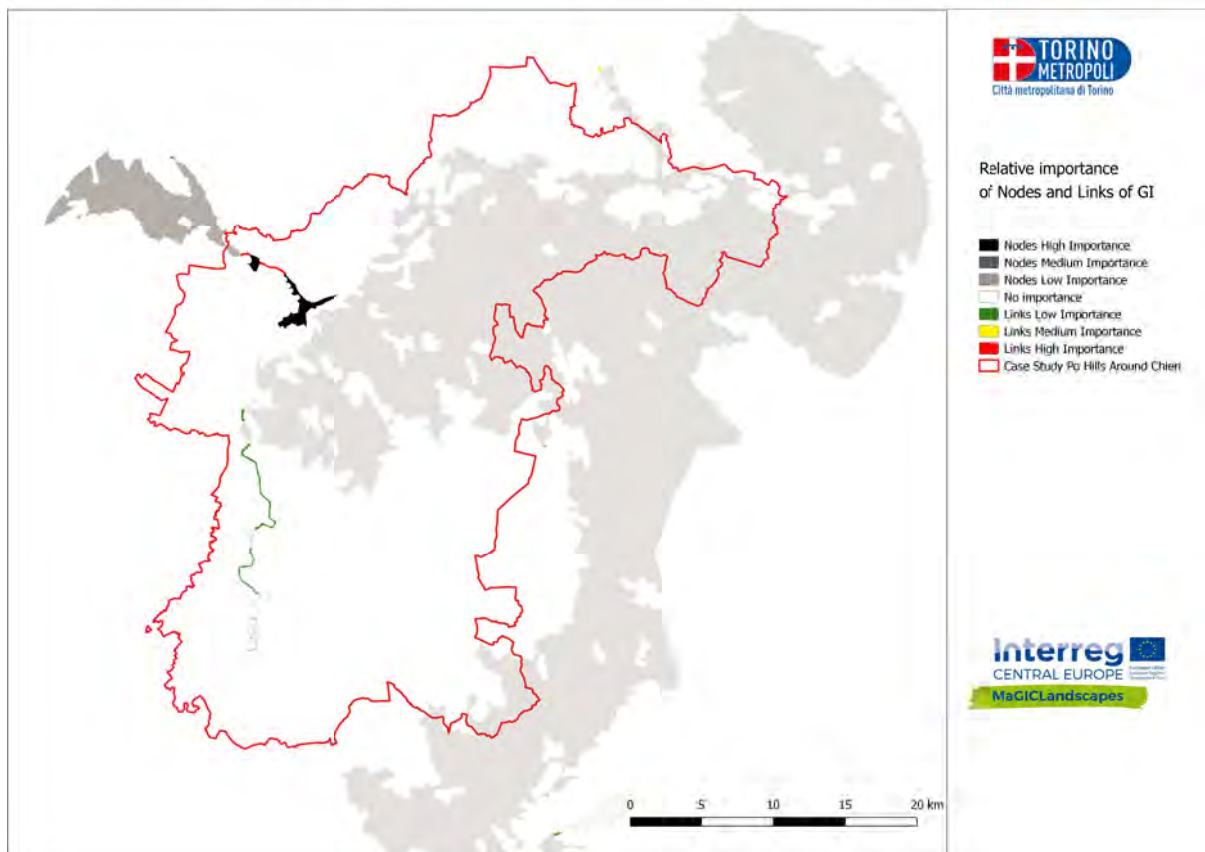 TORINO
METROPOLI
Città metropolitana di Torino
Relative importance
of Nodes and Links of GI
Nodes High Importance
Nodes Medium Importance
Nodes Low Importance
No importance
Links Low Importance
Links Medium Importance
Links High Importance
Case Study Po Hills Around Chieri
Interreg
CENTRAL EUROPE
MaGICLandscapes
0 5 10 15 20 km